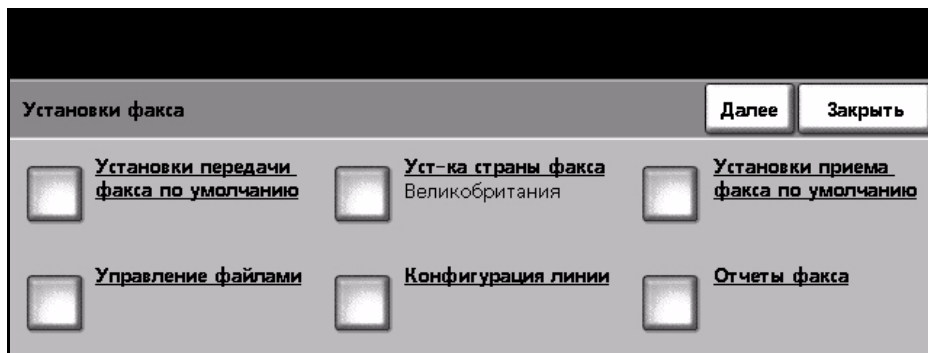 Установки факса
Далее
Закрыть
Установки передачи
факса по умолчанию
Уст-ка страны факса
Великобритания
Установки приема
факса по умолчанию
Управление файлами
Конфигурация линии
Отчеты факса